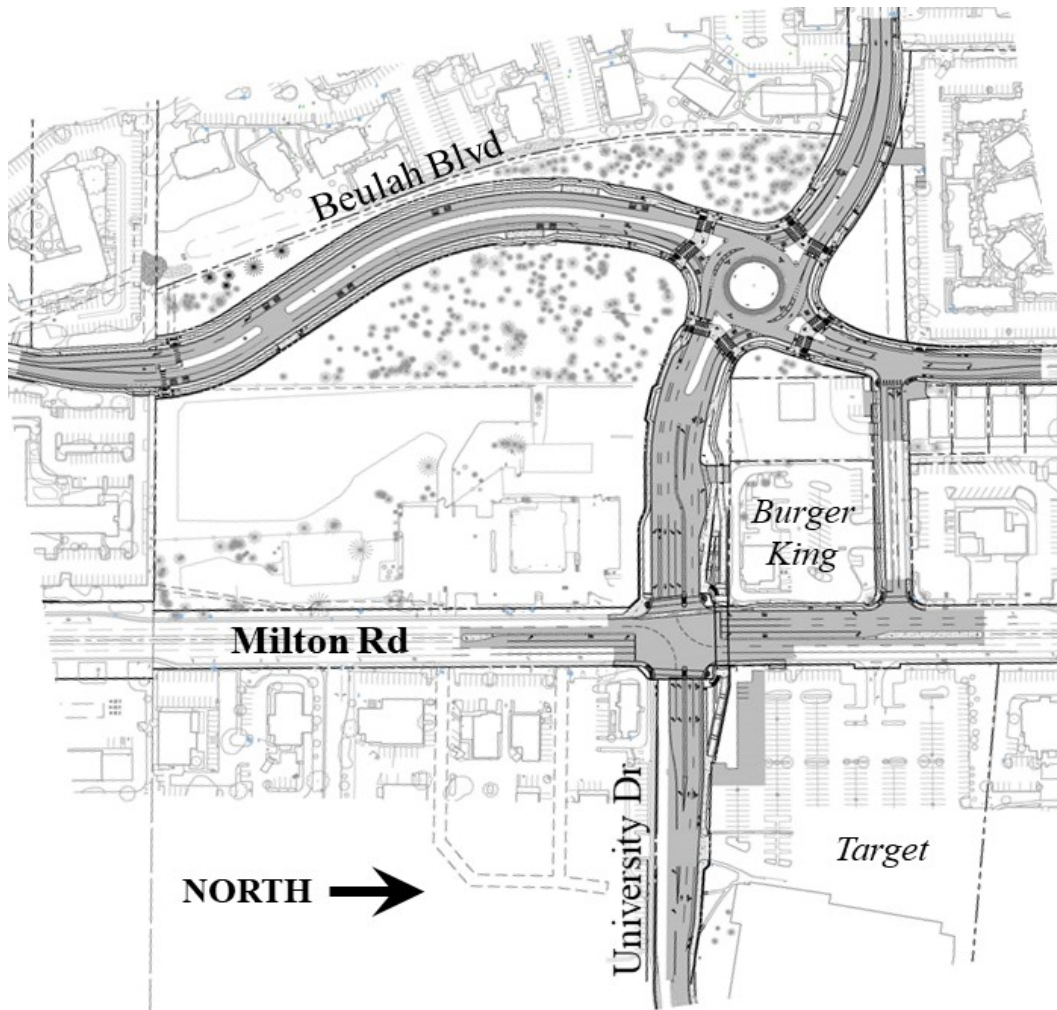 Beulah Blvd
Burger
King
Milton Rd
University Dr
Target
NORTH